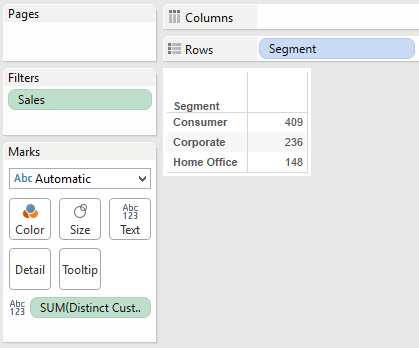 Pages
Columns
Rows
Segment
Filters
Sales
Segment
Consumer 409
Corporate 236
Home Office 148
Marks
Abc Automatic
Color
Size
Abc
123
Text
Detail
Tooltip
Abc
123
SUM(Distinct Cust..